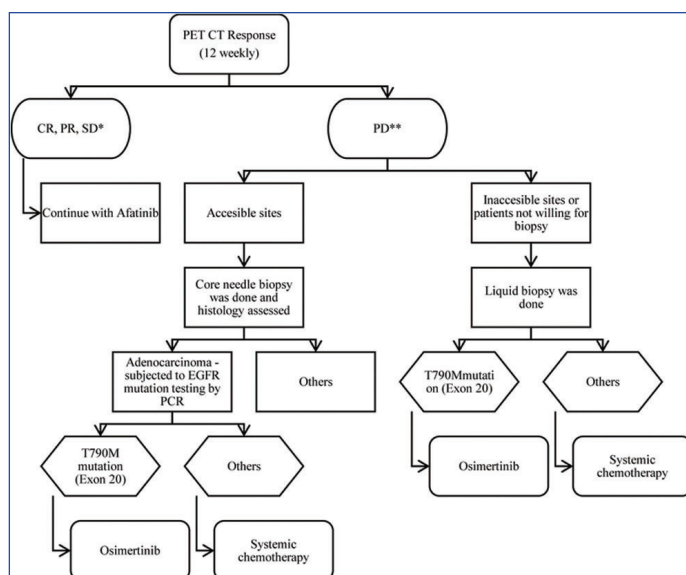 PET CT Response
(12 weekly)
CR, PR, SD*
PD**
Continue with Afatinib
Accesible sites
Inaccesible sites or
patients not willing for
biopsy
Core needle biopsy
was done and
histology assessed
Liquid biopsy was
done
Adenocarcinoma -
subjected to EGFR
mutation testing by
PCR
Others
T790Mmutati
on (Exon 20)
Others
T790M
mutation
(Exon 20)
Others
Osimertinib
Systemic
chemotherapy
Osimertinib
Systemic
chemotherapy